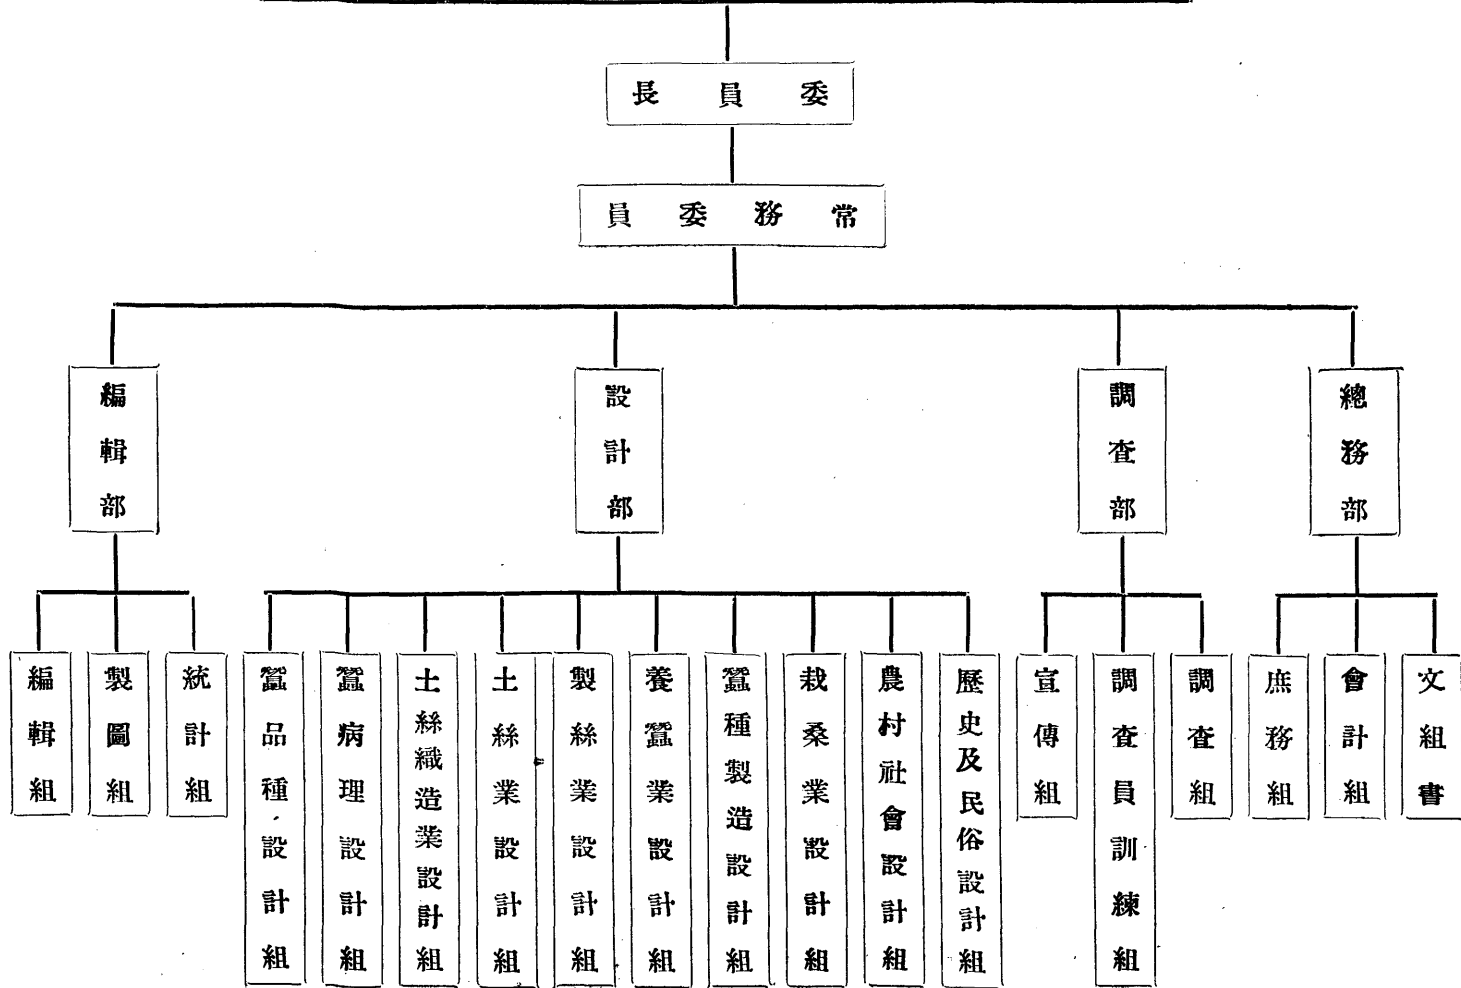 委員長
常務委員
總務部
調查部
設計部
編輯部
文組書
會計組
庶務組
調查組
調查員訓練組
宣傳組
歷史及民俗設計組
農村社會設計組
栽桑業設計組
蠶種製造設計組
養蠶業設計組
製絲業設計組
土絲業設計組
土絲織造業設計組
蠶病理設計組
蠶品種設計組
統計組
製圖組
編輯組